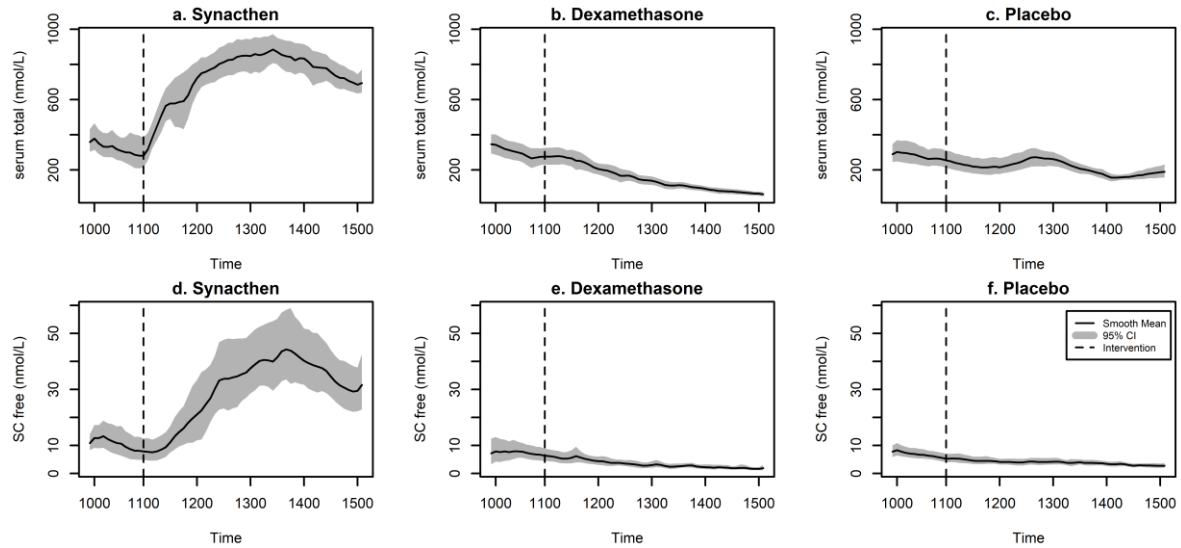 a. Synacthen
serum total (nmol/L)
1000
600
200
1000 1100 1200 1300 1400 1500
Time
b. Dexamethasone
serum total (nmol/L)
1000
600
200
1000 1100 1200 1300 1400 1500
Time
c. Placebo
serum total (nmol/L)
1000
600
200
1000 1100 1200 1300 1400 1500
Time
d. Synacthen
SC free (nmol/L)
50
30
10
0
1000 1100 1200 1300 1400 1500
Time
e. Dexamethasone
SC free (nmol/L)
50
30
10
0
1000 1100 1200 1300 1400 1500
Time
f. Placebo
SC free (nmol/L)
50
30
10
0
Smooth Mean
95% CI
Intervention
1000 1100 1200 1300 1400 1500
Time